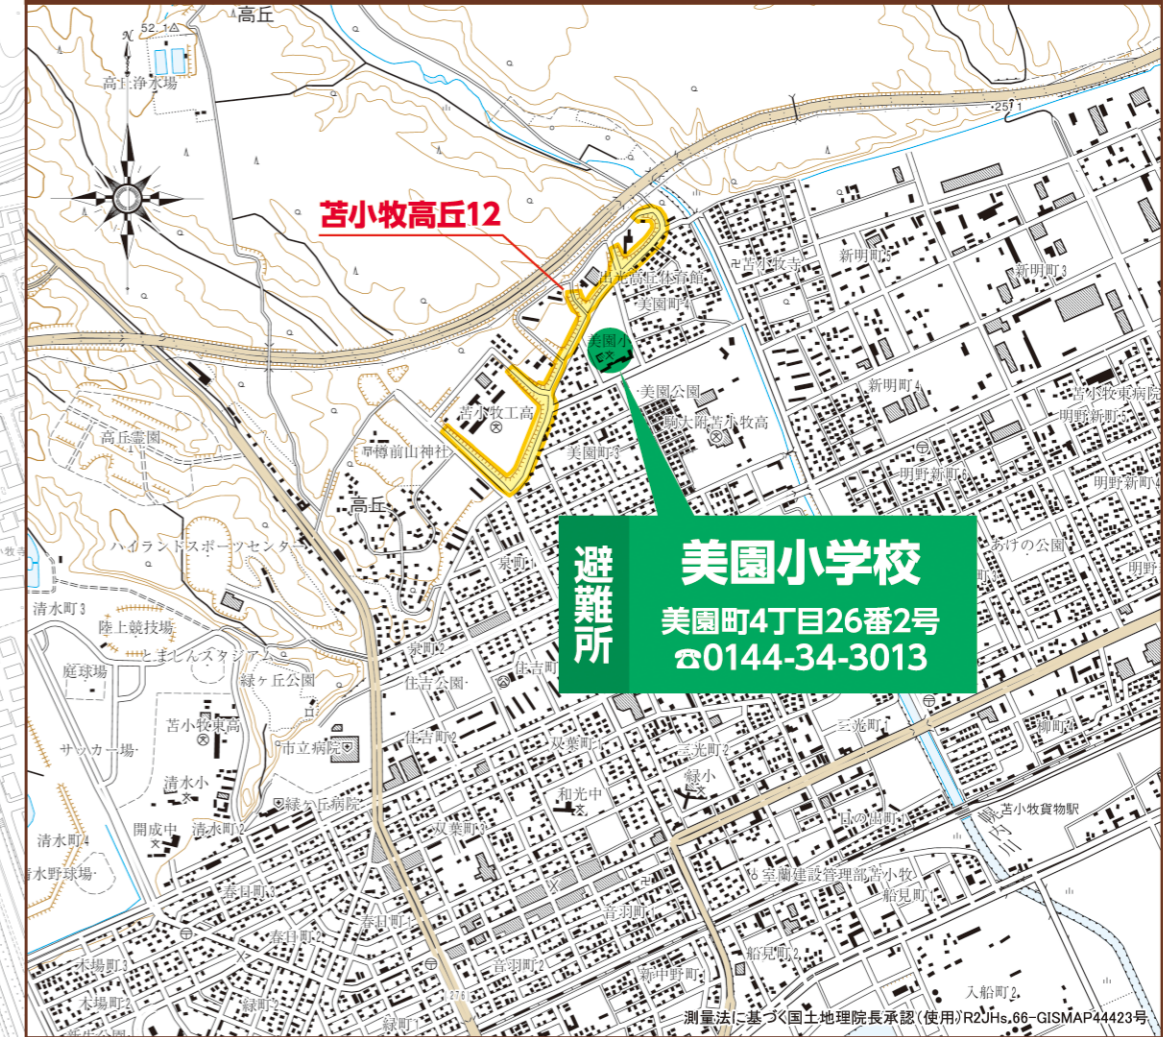 高丘
52.1
N
高丘浄水場
25.1
苫小牧高丘12
出光高丘体育館
卍苫小牧寺
新明町5
新明町3
美園町4
美園小
新明町4
美園公園
苫小牧東病院
明野新町5
苫小牧工高
駒大附苫小牧高
高丘霊園
樽前山神社
美園町3
明野新町6
明野新町
高丘
ハイランドスポーツセンター
泉町1
あけの公園
避難所
美園小学校
美園町4丁目26番2号
☎0144-34-3013
清水町3
陸上競技場
とましんスタジアム
泉町2
庭球場
緑ケ丘公園
住吉公園
住吉町
苫小牧東高
サッカー場
市立病院
住吉町2
双葉町1
三光町2
三光町
柳町4
清水小
緑小
緑ヶ丘病院
和光中
清水町4
開成中
清水町2
双葉町3
日の出町1
苫小牧貨物駅
幌内川
清水野球場
室蘭建設管理部苫小牧
春日町3
船見町1
春日町1
音羽町1
春日町2
木場町3
音羽町2
新中野町1
船見町2
木場町2
緑町2
276
入船町2
緑町1
測量法に基づく国土地理院長承認(使用)R2JHs.66-GISMAP44423号